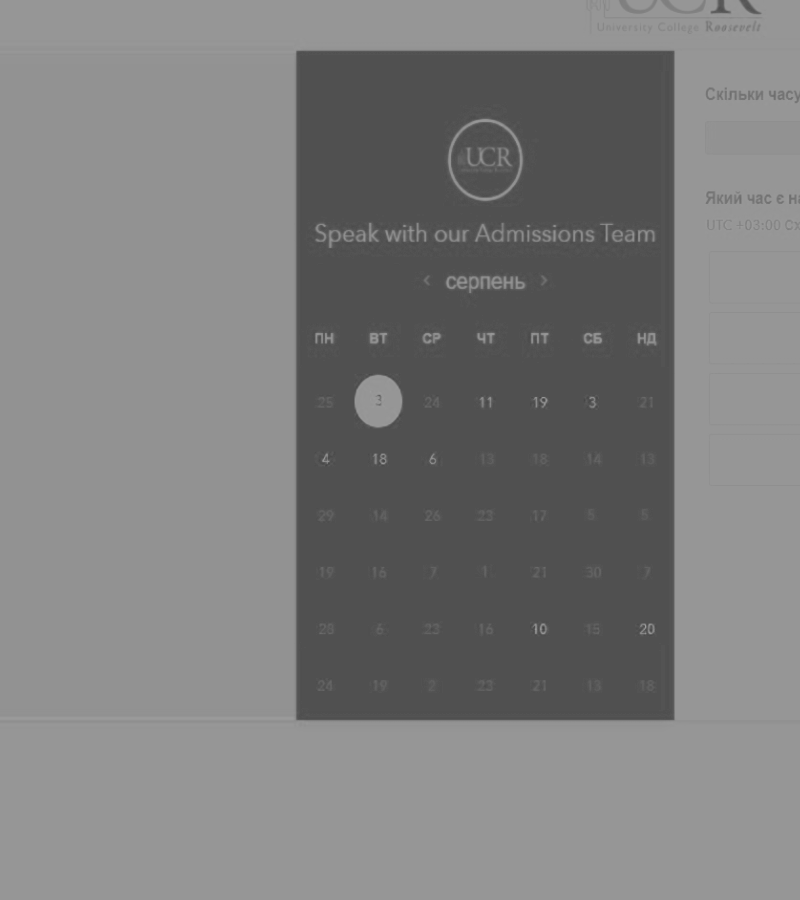 UCR
University College Roosevelt
UCR
Speak with our Admissions Team
‹ серпень ›
ПН ВТ СР ЧТ ПТ СБ НД
25 3 24 11 19 3 21
4 18 6 13 18 14 13
29 14 26 23 17 5 5
19 16 7 1 21 30 7
28 6 23 16 10 15 20
24 19 2 23 21 13 18
Скільки часу
Який час є на
UTC +03:00 Сх